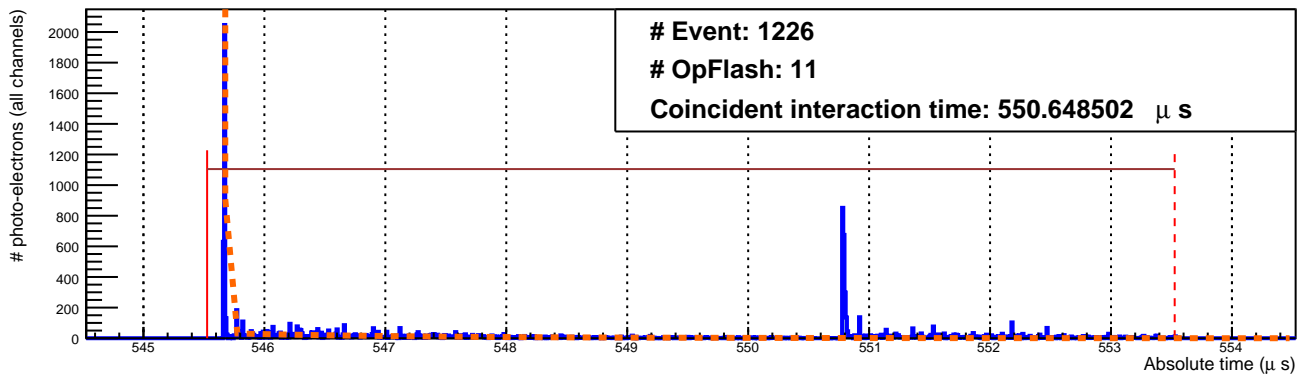 # Event: 1226
# OpFlash: 11
Coincident interaction time: 550.648502 μ s
# photo-electrons (all channels)
2000
1800
1600
1400
1200
1000
800
600
400
200
0
545 546 547 548 549 550 551 552 553 554
Absolute time (μ s)